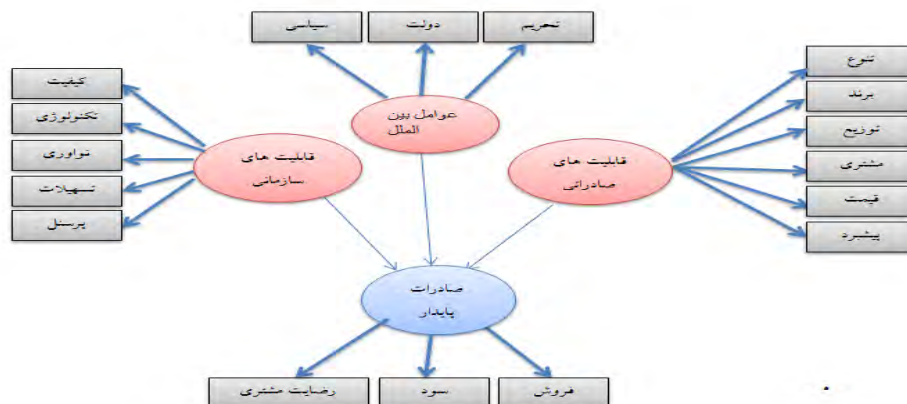 تحریم
دولت
سیاسی
عوامل بین
الملل
تنوع
برند
توزیع
مشتری
قیمت
پیشبرد
قابلیت های
صادراتی
قابلیت های
سازمانی
کیفیت
تکنولوژی
نواوری
تسهیلات
پرسنل
صادرات
پایدار
فروش
سود
رضایت مشتری